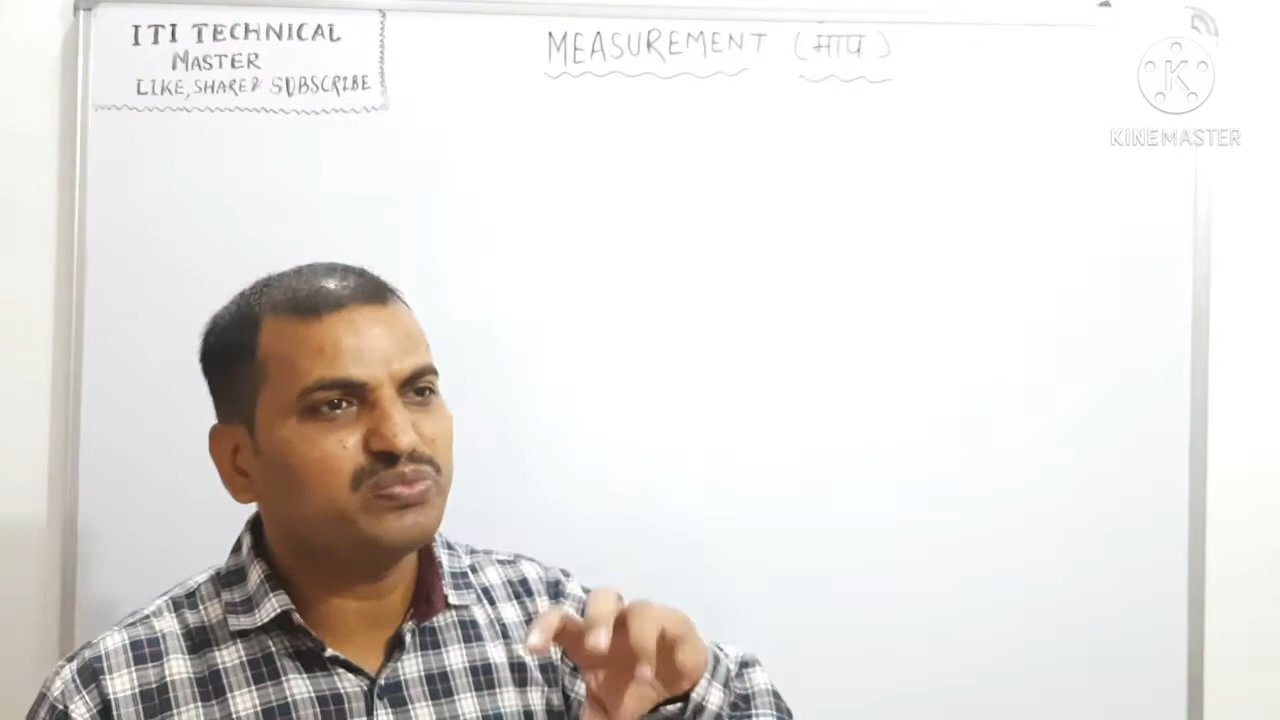 ITI TECHNICAL
MASTER
LIKE, SHARE & SUBSCRIBE
MEASUREMENT (माप)
KINEMASTER